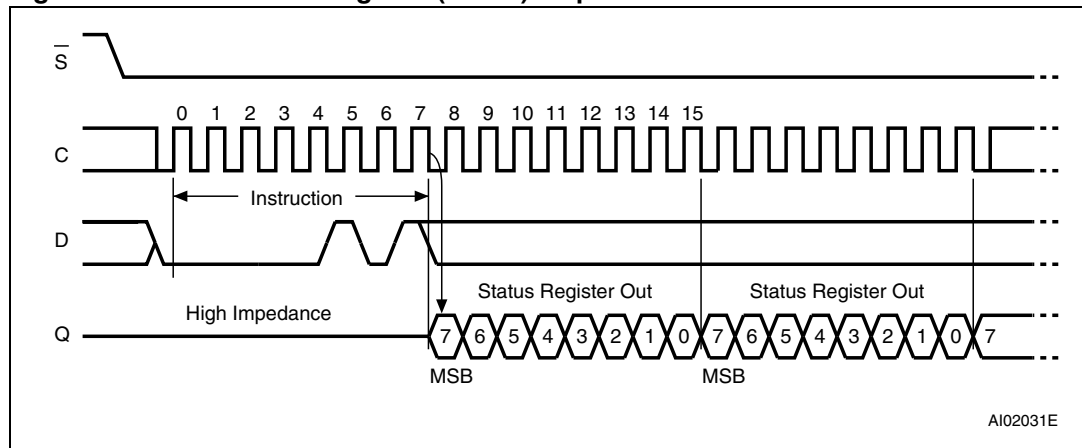 S
0 1 2 3 4 5 6 7 8 9 10 11 12 13 14 15
C
Instruction
D
High Impedance
Status Register Out
Status Register Out
Q
7 6 5 4 3 2 1 0 7 6 5 4 3 2 1 0 7
MSB
MSB
AI02031E